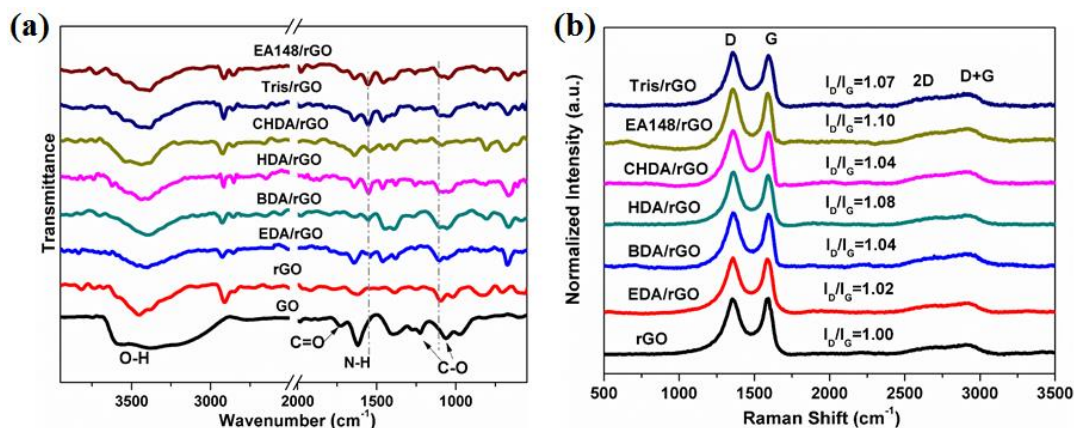 (a)
Transmittance
EA148/rGO
Tris/rGO
CHDA/rGO
HDA/rGO
BDA/rGO
EDA/rGO
rGO
GO
O-H
C=O
N-H
C-O
3500 3000 2500 2000 1500 1000
Wavenumber (cm⁻¹)
(b)
Normalized Intensity (a.u.)
D G
2D D+G
Tris/rGO I_D/I_G=1.07
EA148/rGO I_D/I_G=1.10
CHDA/rGO I_D/I_G=1.04
HDA/rGO I_D/I_G=1.08
BDA/rGO I_D/I_G=1.04
EDA/rGO I_D/I_G=1.02
rGO I_D/I_G=1.00
500 1000 1500 2000 2500 3000 3500
Raman Shift (cm⁻¹)